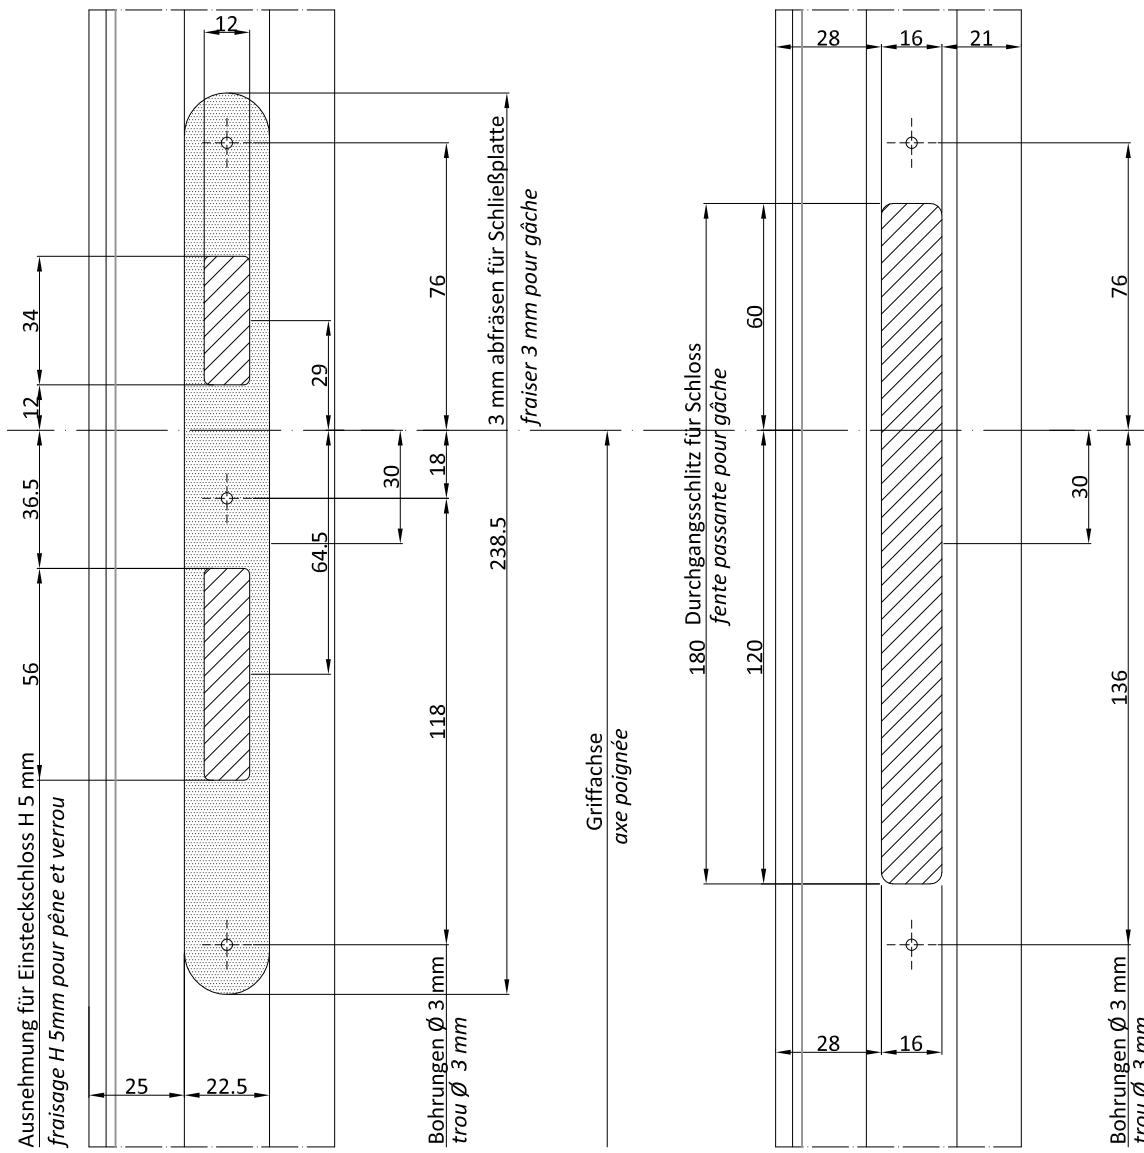 12
34
12
36.5
56
Ausnehmung für Einsteckschloss H 5 mm
fraisage H 5mm pour pêne et verrou
25
22.5
29
64.5
30
76
18
118
Bohrungen Ø 3 mm
trou Ø 3 mm
3 mm abfräsen für Schließplatte
fraiser 3 mm pour gâche
238.5
Griffachse
axe poignée
28
16
21
180 Durchgangsschlitz für Schloss
fente passante pour gâche
60
120
76
30
136
28
16
Bohrungen Ø 3 mm
trou Ø 3 mm